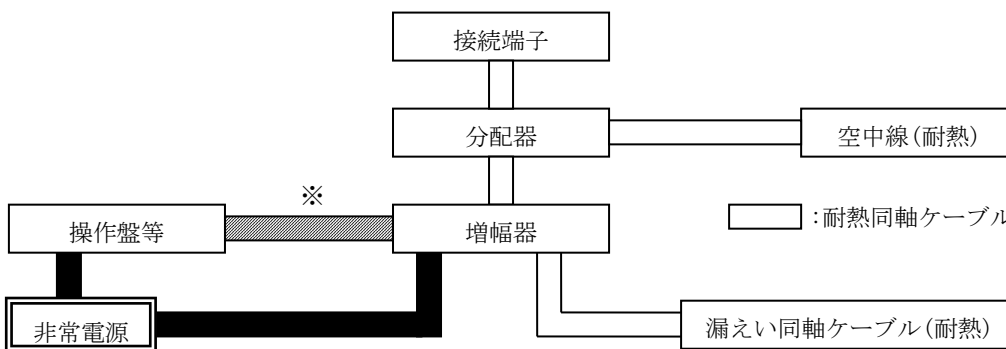 接続端子
分配器
空中線(耐熱)
※
操作盤等
増幅器
:耐熱同軸ケーブル
非常電源
漏えい同軸ケーブル(耐熱)